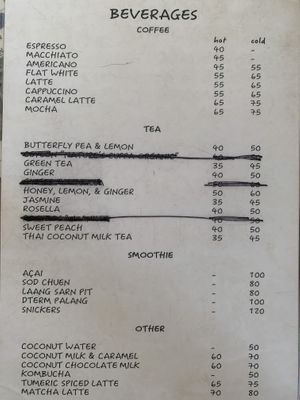 BEVERAGES
COFFEE
hot cold
ESPRESSO 40 -
MACCHIATO 45 -
AMERICANO 45 55
FLAT WHITE 55 65
LATTE 55 65
CAPPUCCINO 55 65
CARAMEL LATTE 65 75
MOCHA 65 75
TEA
BUTTERFLY PEA & LEMON 40 50
GREEN TEA 35 45
GINGER 40 50
HONEY, LEMON, & GINGER 50 60
JASMINE 35 45
ROSELLA 40 50
SWEET PEACH 40 50
THAI COCONUT MILK TEA 35 45
SMOOTHIE
AÇAI - 100
SOD CHUEN - 80
LAANG SARN PIT - 80
DTERM PALANG - 100
SNICKERS - 120
OTHER
COCONUT WATER - 50
COCONUT MILK & CARAMEL 60 70
COCONUT CHOCOLATE MILK 60 70
KOMBUCHA - 50
TUMERIC SPICED LATTE 65 75
MATCHA LATTE 70 80